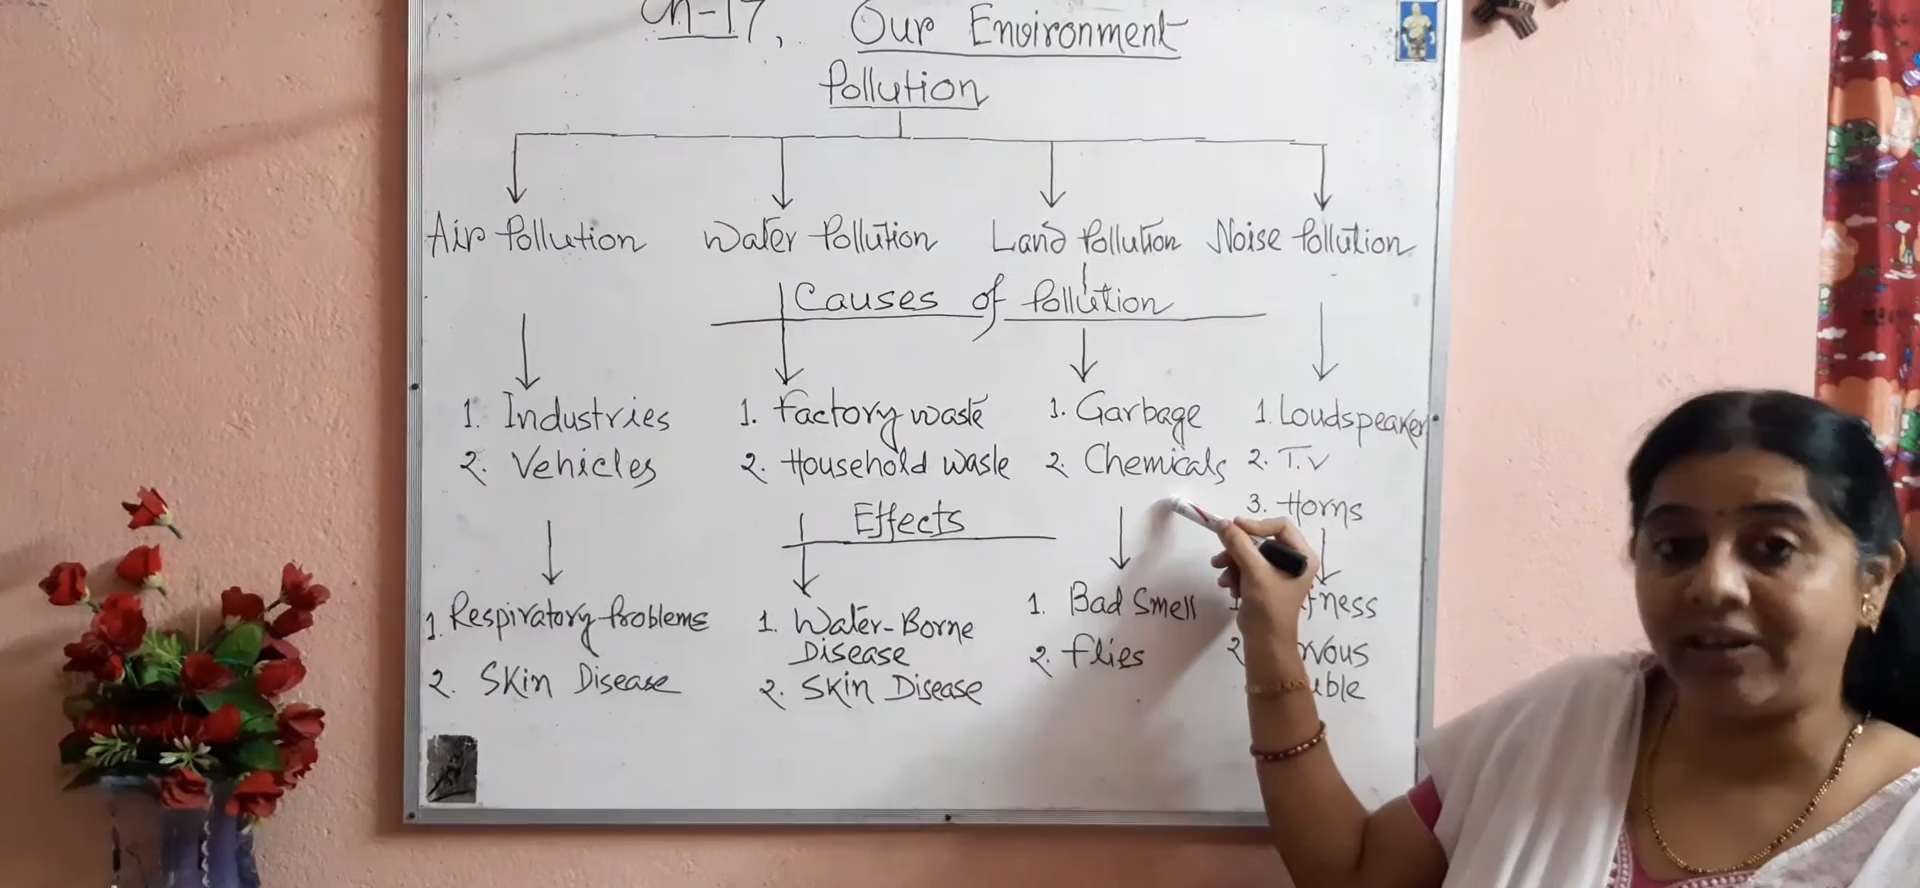 Ch-17. Our Environment
Pollution
Air Pollution Water Pollution Land Pollution Noise Pollution
Causes of Pollution
1. Industries
2. Vehicles
1. Factory waste
2. Household waste
1. Garbage
2. Chemicals
1. Loudspeaker
2. T.V
3. Horns
Effects
1. Respiratory Problems
2. Skin Disease
1. Water-Borne
Disease
2. Skin Disease
1. Bad Smell
2. Flies